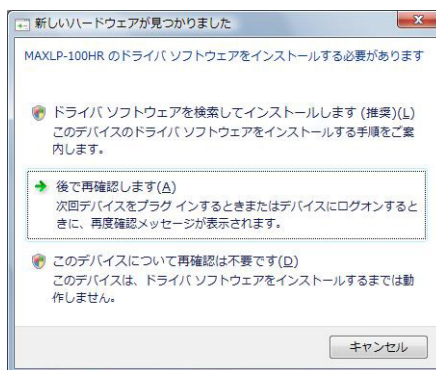 新しいハードウェアが見つかりました
MAXLP-100HR のドライバ ソフトウェアをインストールする必要があります
ドライバ ソフトウェアを検索してインストールします (推奨)(L)
このデバイスのドライバ ソフトウェアをインストールする手順をご案
内します。
後で再確認します(A)
次回デバイスをプラグ インするときまたはデバイスにログオンすると
きに、再度確認メッセージが表示されます。
このデバイスについて再確認は不要です(D)
このデバイスは、ドライバ ソフトウェアをインストールするまでは動
作しません。
キャンセル